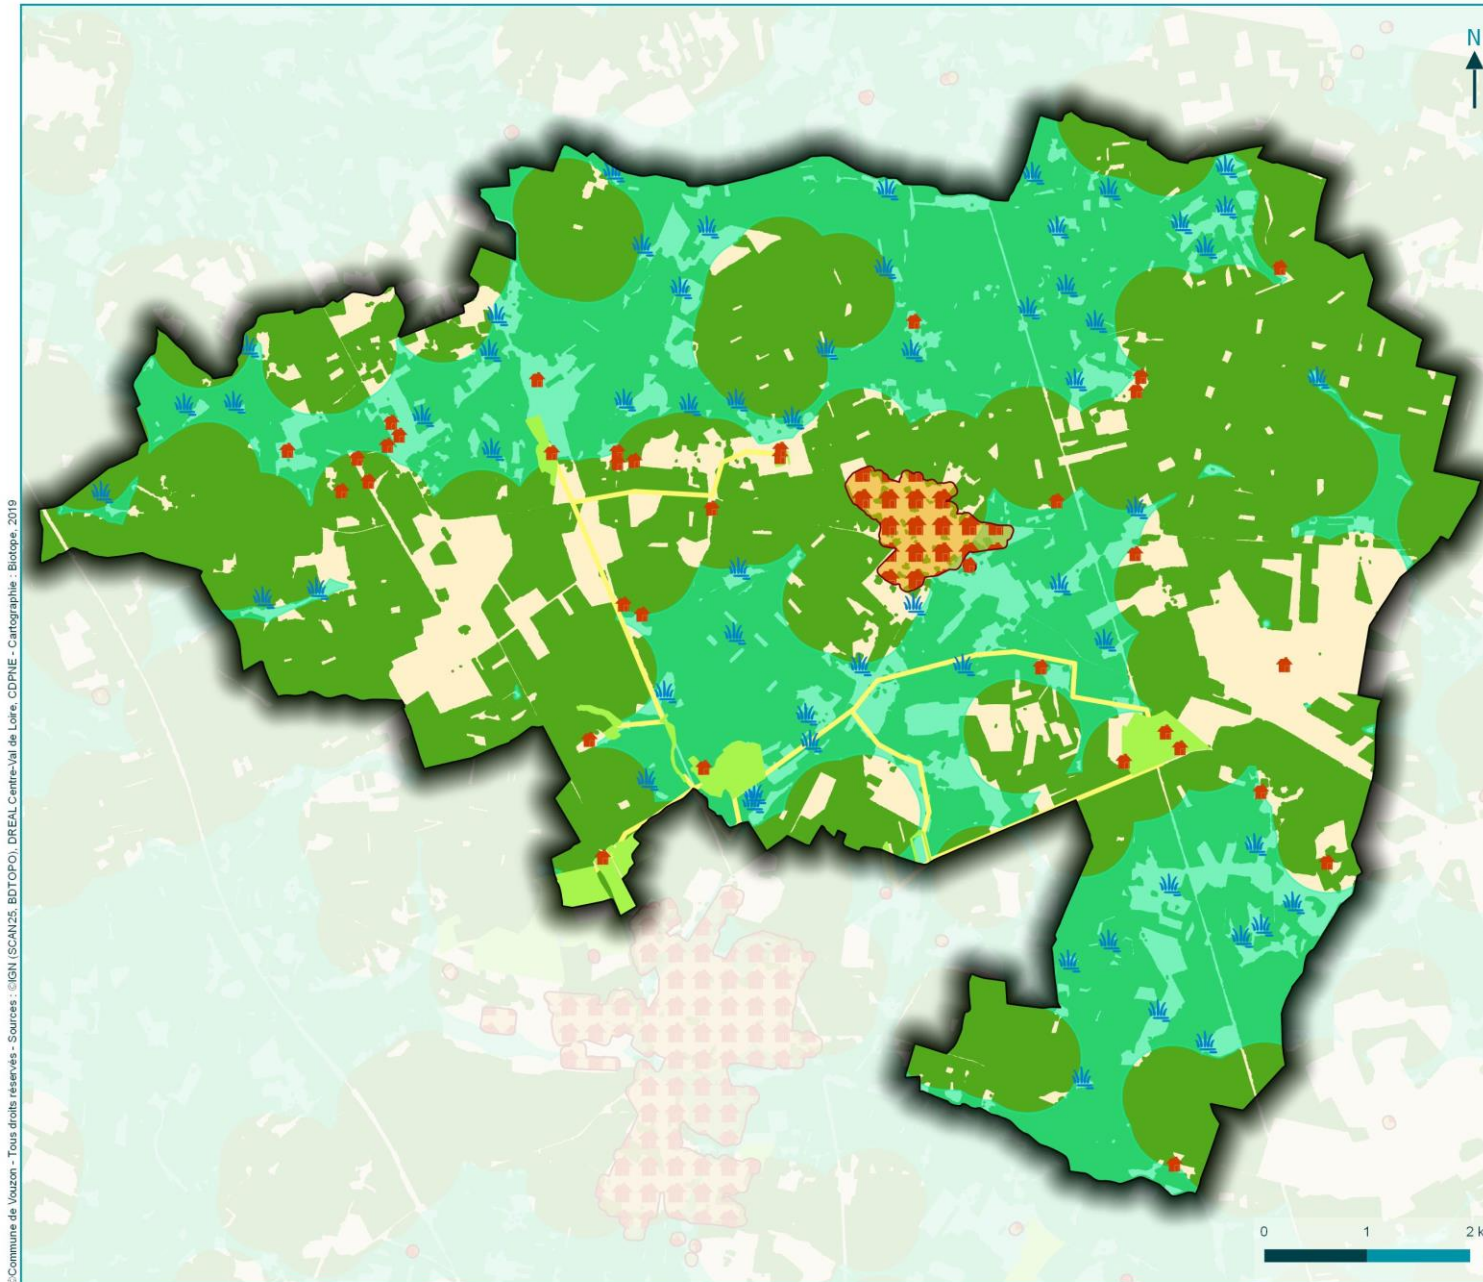 N
©Commune de Vouzon - Tous droits réservés - Sources : ©IGN (SCAN25, BDTOPO), DREAL Centre-Val de Loire, CDPNE - Cartographie : Biotope, 2019
0 1 2 k